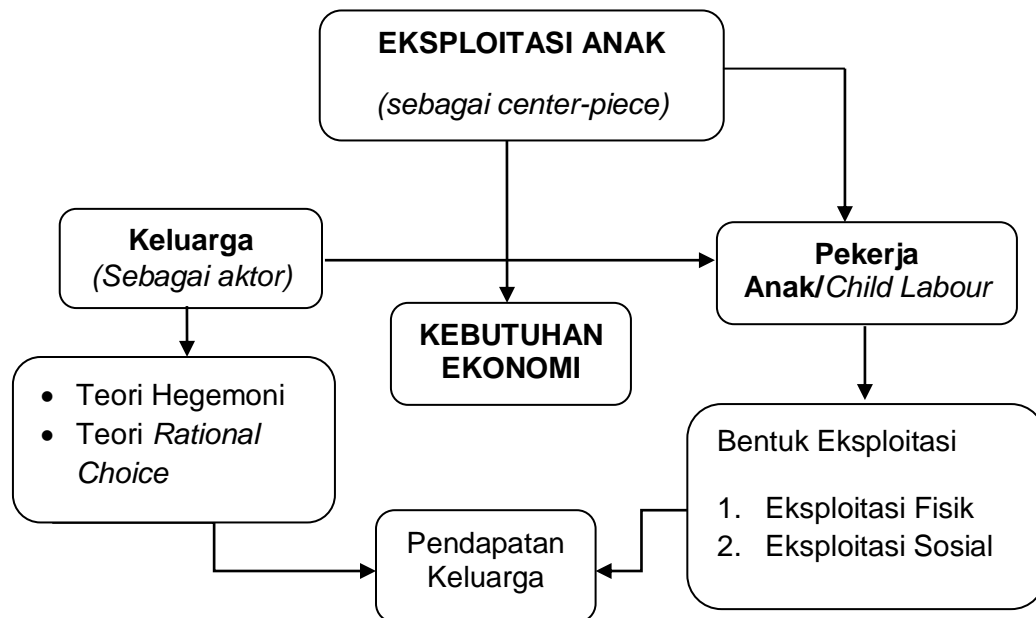 EKSPLOITASI ANAK
(sebagai center-piece)
Keluarga
(Sebagai aktor)
Pekerja
Anak/Child Labour
KEBUTUHAN
EKONOMI
• Teori Hegemoni
• Teori Rational
Choice
Bentuk Eksploitasi
1. Eksploitasi Fisik
2. Eksploitasi Sosial
Pendapatan
Keluarga